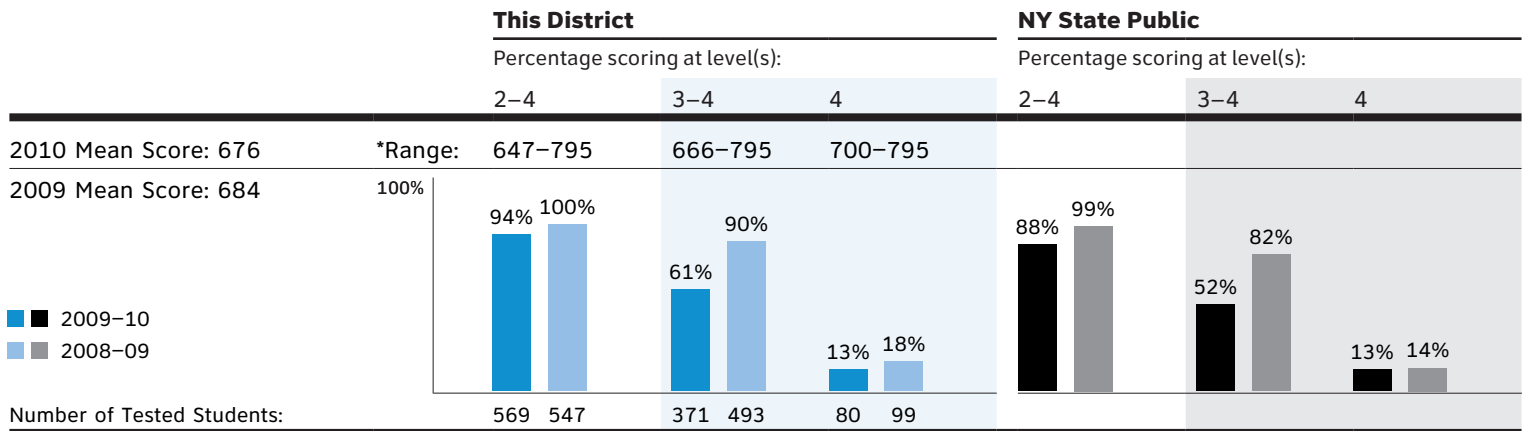 This District NY State Public
Percentage scoring at level(s): Percentage scoring at level(s):
2–4 3–4 4 2–4 3–4 4
2010 Mean Score: 676 *Range: 647–795 666–795 700–795
2009 Mean Score: 684 100%
94% 100% 61% 90% 13% 18% 88% 99% 52% 82% 13% 14%
2009–10
2008–09
Number of Tested Students: 569 547 371 493 80 99